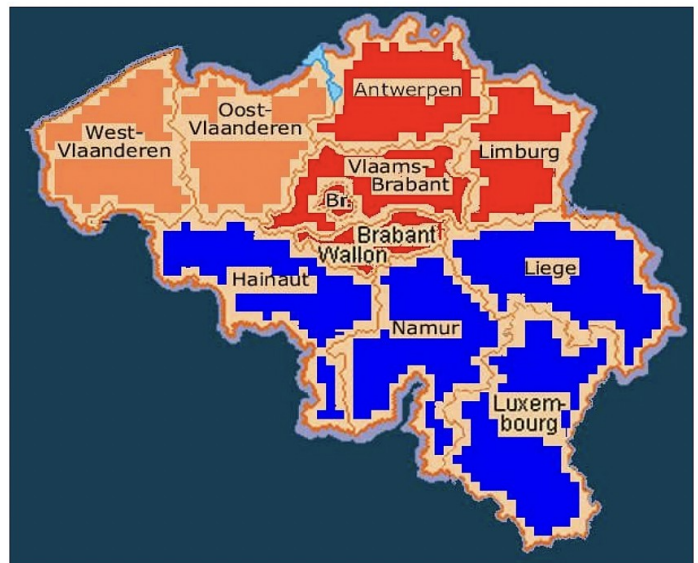 Antwerpen
Oost-
Vlaanderen
West-
Vlaanderen
Limburg
Vlaams-
Brabant
Br.
Brabant
Wallon
Hainaut
Liege
Namur
Luxem-
bourg